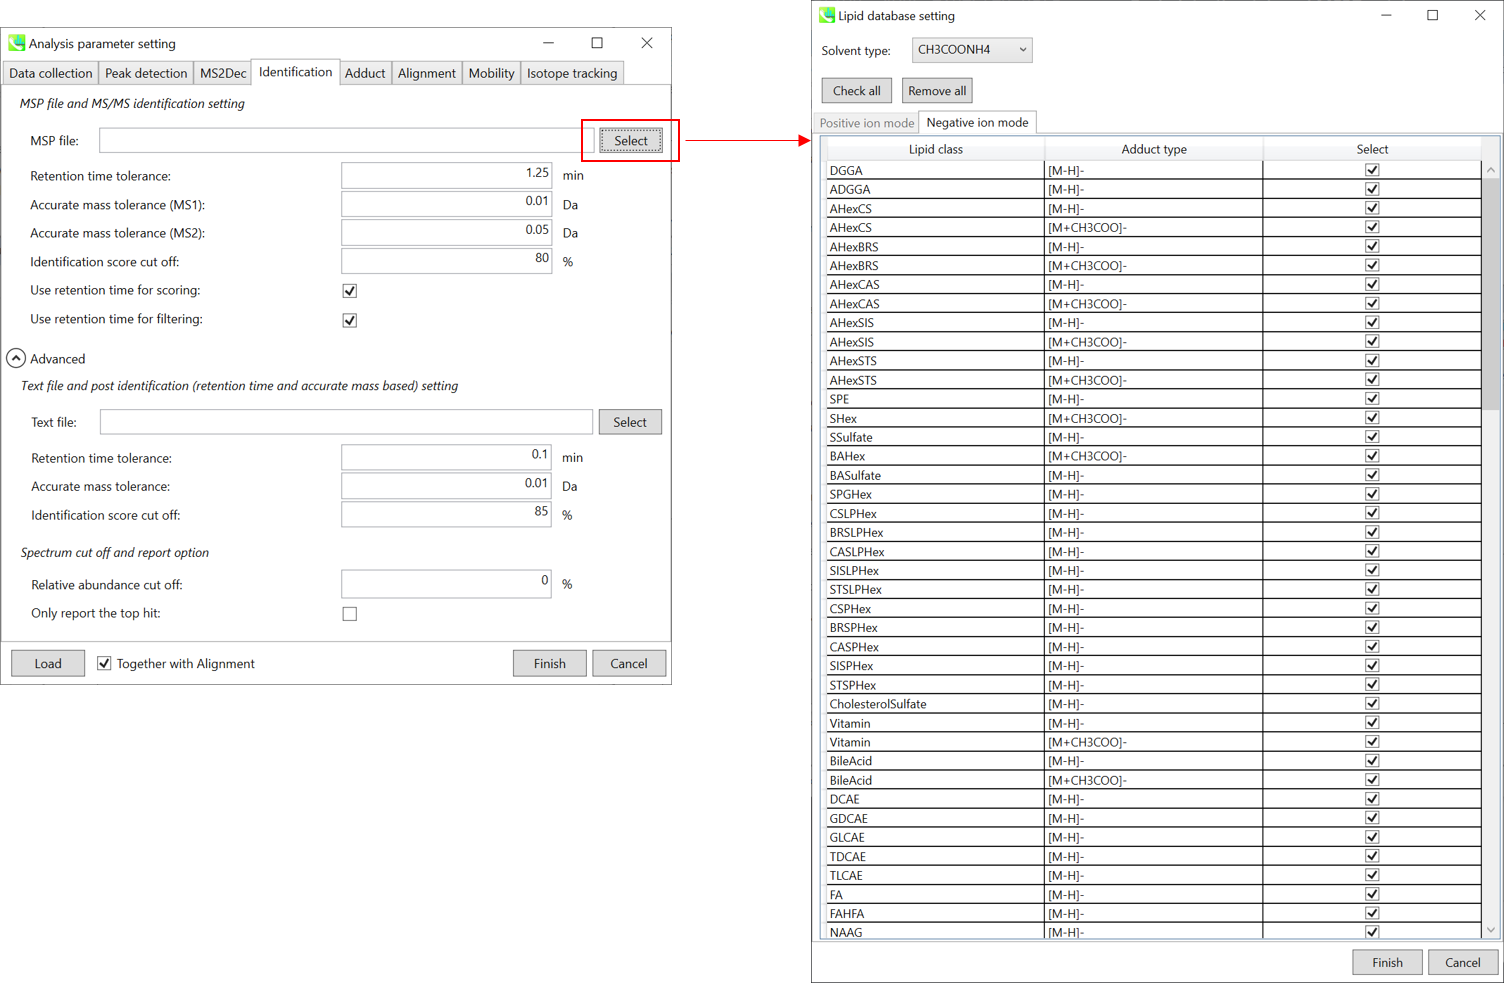 Analysis parameter setting
Data collection Peak detection MS2Dec Identification Adduct Alignment Mobility Isotope tracking
MSP file and MS/MS identification setting
MSP file: Select
Retention time tolerance: 1.25 min
Accurate mass tolerance (MS1): 0.01 Da
Accurate mass tolerance (MS2): 0.05 Da
Identification score cut off: 80 %
Use retention time for scoring:
Use retention time for filtering:
Advanced
Text file and post identification (retention time and accurate mass based) setting
Text file: Select
Retention time tolerance: 0.1 min
Accurate mass tolerance: 0.01 Da
Identification score cut off: 85 %
Spectrum cut off and report option
Relative abundance cut off: 0 %
Only report the top hit:
Load Together with Alignment Finish Cancel
Lipid database setting
Solvent type: CH3COONH4
Check all Remove all
Positive ion mode Negative ion mode
Lipid class Adduct type Select
DGGA [M-H]-
ADGGA [M-H]-
AHexCS [M-H]-
AHexCS [M+CH3COO]-
AHexBRS [M-H]-
AHexBRS [M+CH3COO]-
AHexCAS [M-H]-
AHexCAS [M+CH3COO]-
AHexSIS [M-H]-
AHexSIS [M+CH3COO]-
AHexSTS [M-H]-
AHexSTS [M+CH3COO]-
SPE [M-H]-
SHex [M+CH3COO]-
SSulfate [M-H]-
BAHex [M+CH3COO]-
BASulfate [M-H]-
SPGHex [M-H]-
CSLPHex [M-H]-
BRSLPHex [M-H]-
CASLPHex [M-H]-
SISLPHex [M-H]-
STSLPHex [M-H]-
CSPHex [M-H]-
BRSPHex [M-H]-
CASPHex [M-H]-
SISPHex [M-H]-
STSPHex [M-H]-
CholesterolSulfate [M-H]-
Vitamin [M-H]-
Vitamin [M+CH3COO]-
BileAcid [M-H]-
BileAcid [M+CH3COO]-
DCAE [M-H]-
GDCAE [M-H]-
GLCAE [M-H]-
TDCAE [M-H]-
TLCAE [M-H]-
FA [M-H]-
FAHFA [M-H]-
NAAG [M-H]-
Finish Cancel